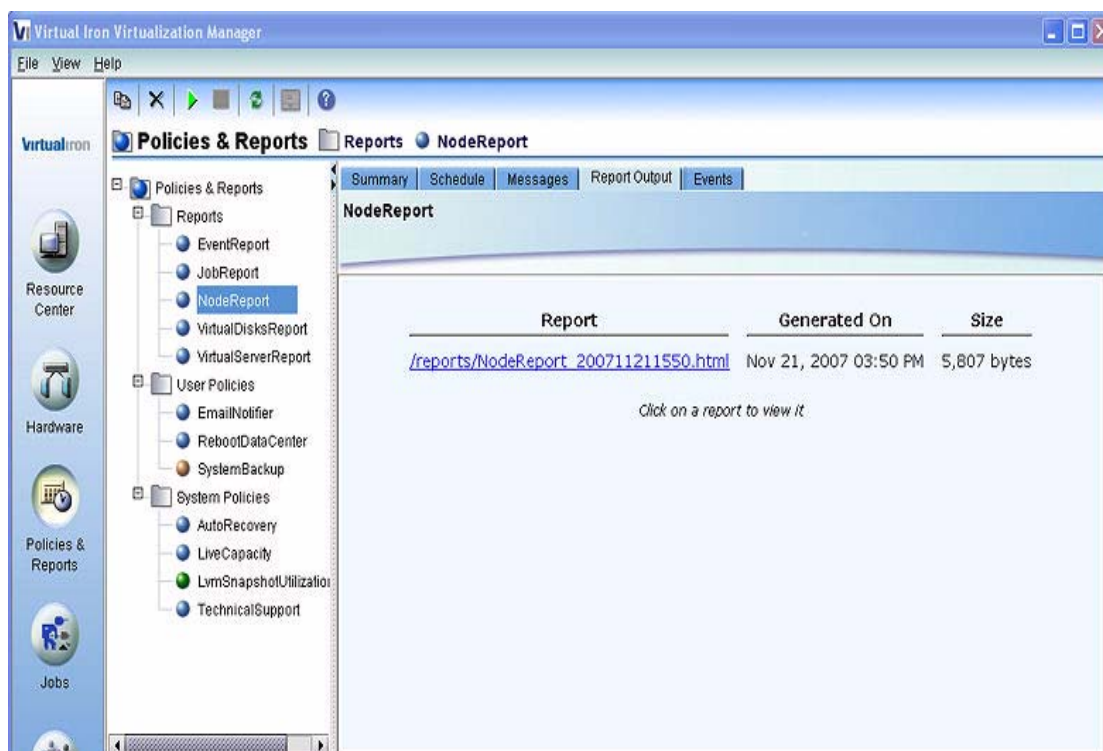 Virtual Iron Virtualization Manager
File View Help
Policies & Reports Reports NodeReport
VirtualIron
Resource Center
Hardware
Policies & Reports
Jobs
Policies & Reports
Reports
EventReport
JobReport
NodeReport
VirtualDisksReport
VirtualServerReport
User Policies
EmailNotifier
RebootDataCenter
SystemBackup
System Policies
AutoRecovery
LiveCapacity
LvmSnapshotUtilization
TechnicalSupport
Summary Schedule Messages Report Output Events
NodeReport
Report Generated On Size
/reports/NodeReport_200711211550.html Nov 21, 2007 03:50 PM 5,807 bytes
Click on a report to view it